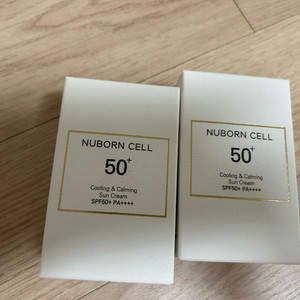 NUBORN CELL
50+
Cooling & Calming
Sun Cream
SPF50+ PA++++
NUBORN CELL
50+
Cooling & Calming
Sun Cream
SPF50+ PA++++